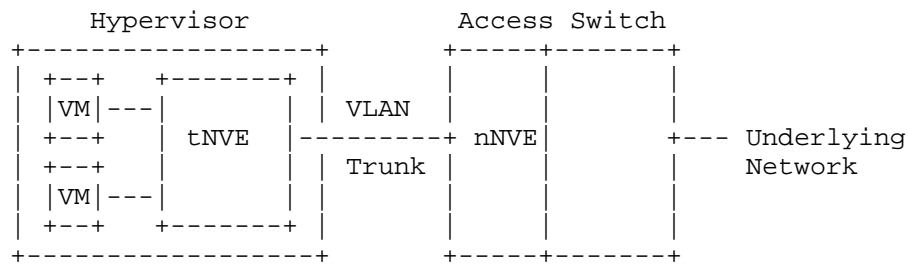 Hypervisor Access Switch
VM VLAN
tNVE nNVE Underlying
Trunk Network
VM